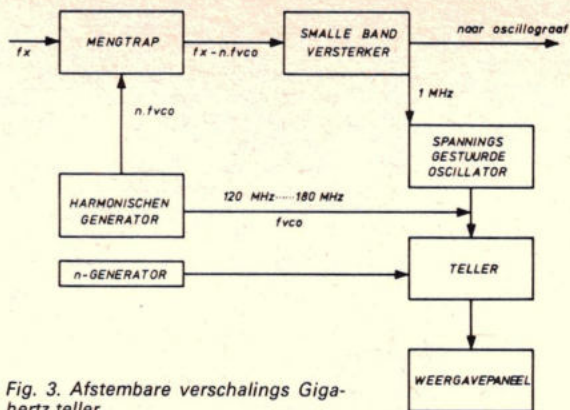 fx
MENGTRAP
fx-n.fvco
SMALLE BAND
VERSTERKER
naar oscillograaf
n.fvco
1 MHz
SPANNINGS
GESTUURDE
OSCILLATOR
HARMONISCHEN
GENERATOR
120 MHz......180 MHz
fvco
n-GENERATOR
TELLER
WEERGAVEPANEEL
Fig. 3. Afstembare verschalings Giga-
hertz teller